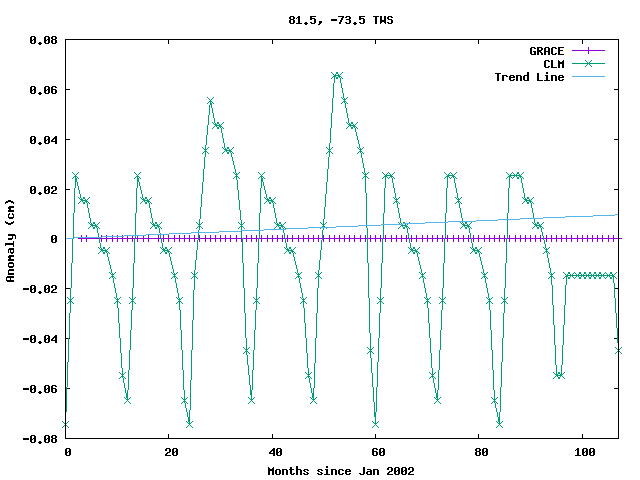 81.5, -73.5 TWS
GRACE
CLM
Trend Line
0.08
0.06
0.04
0.02
0
-0.02
-0.04
-0.06
-0.08
Anomaly (cm)
0 20 40 60 80 100
Months since Jan 2002